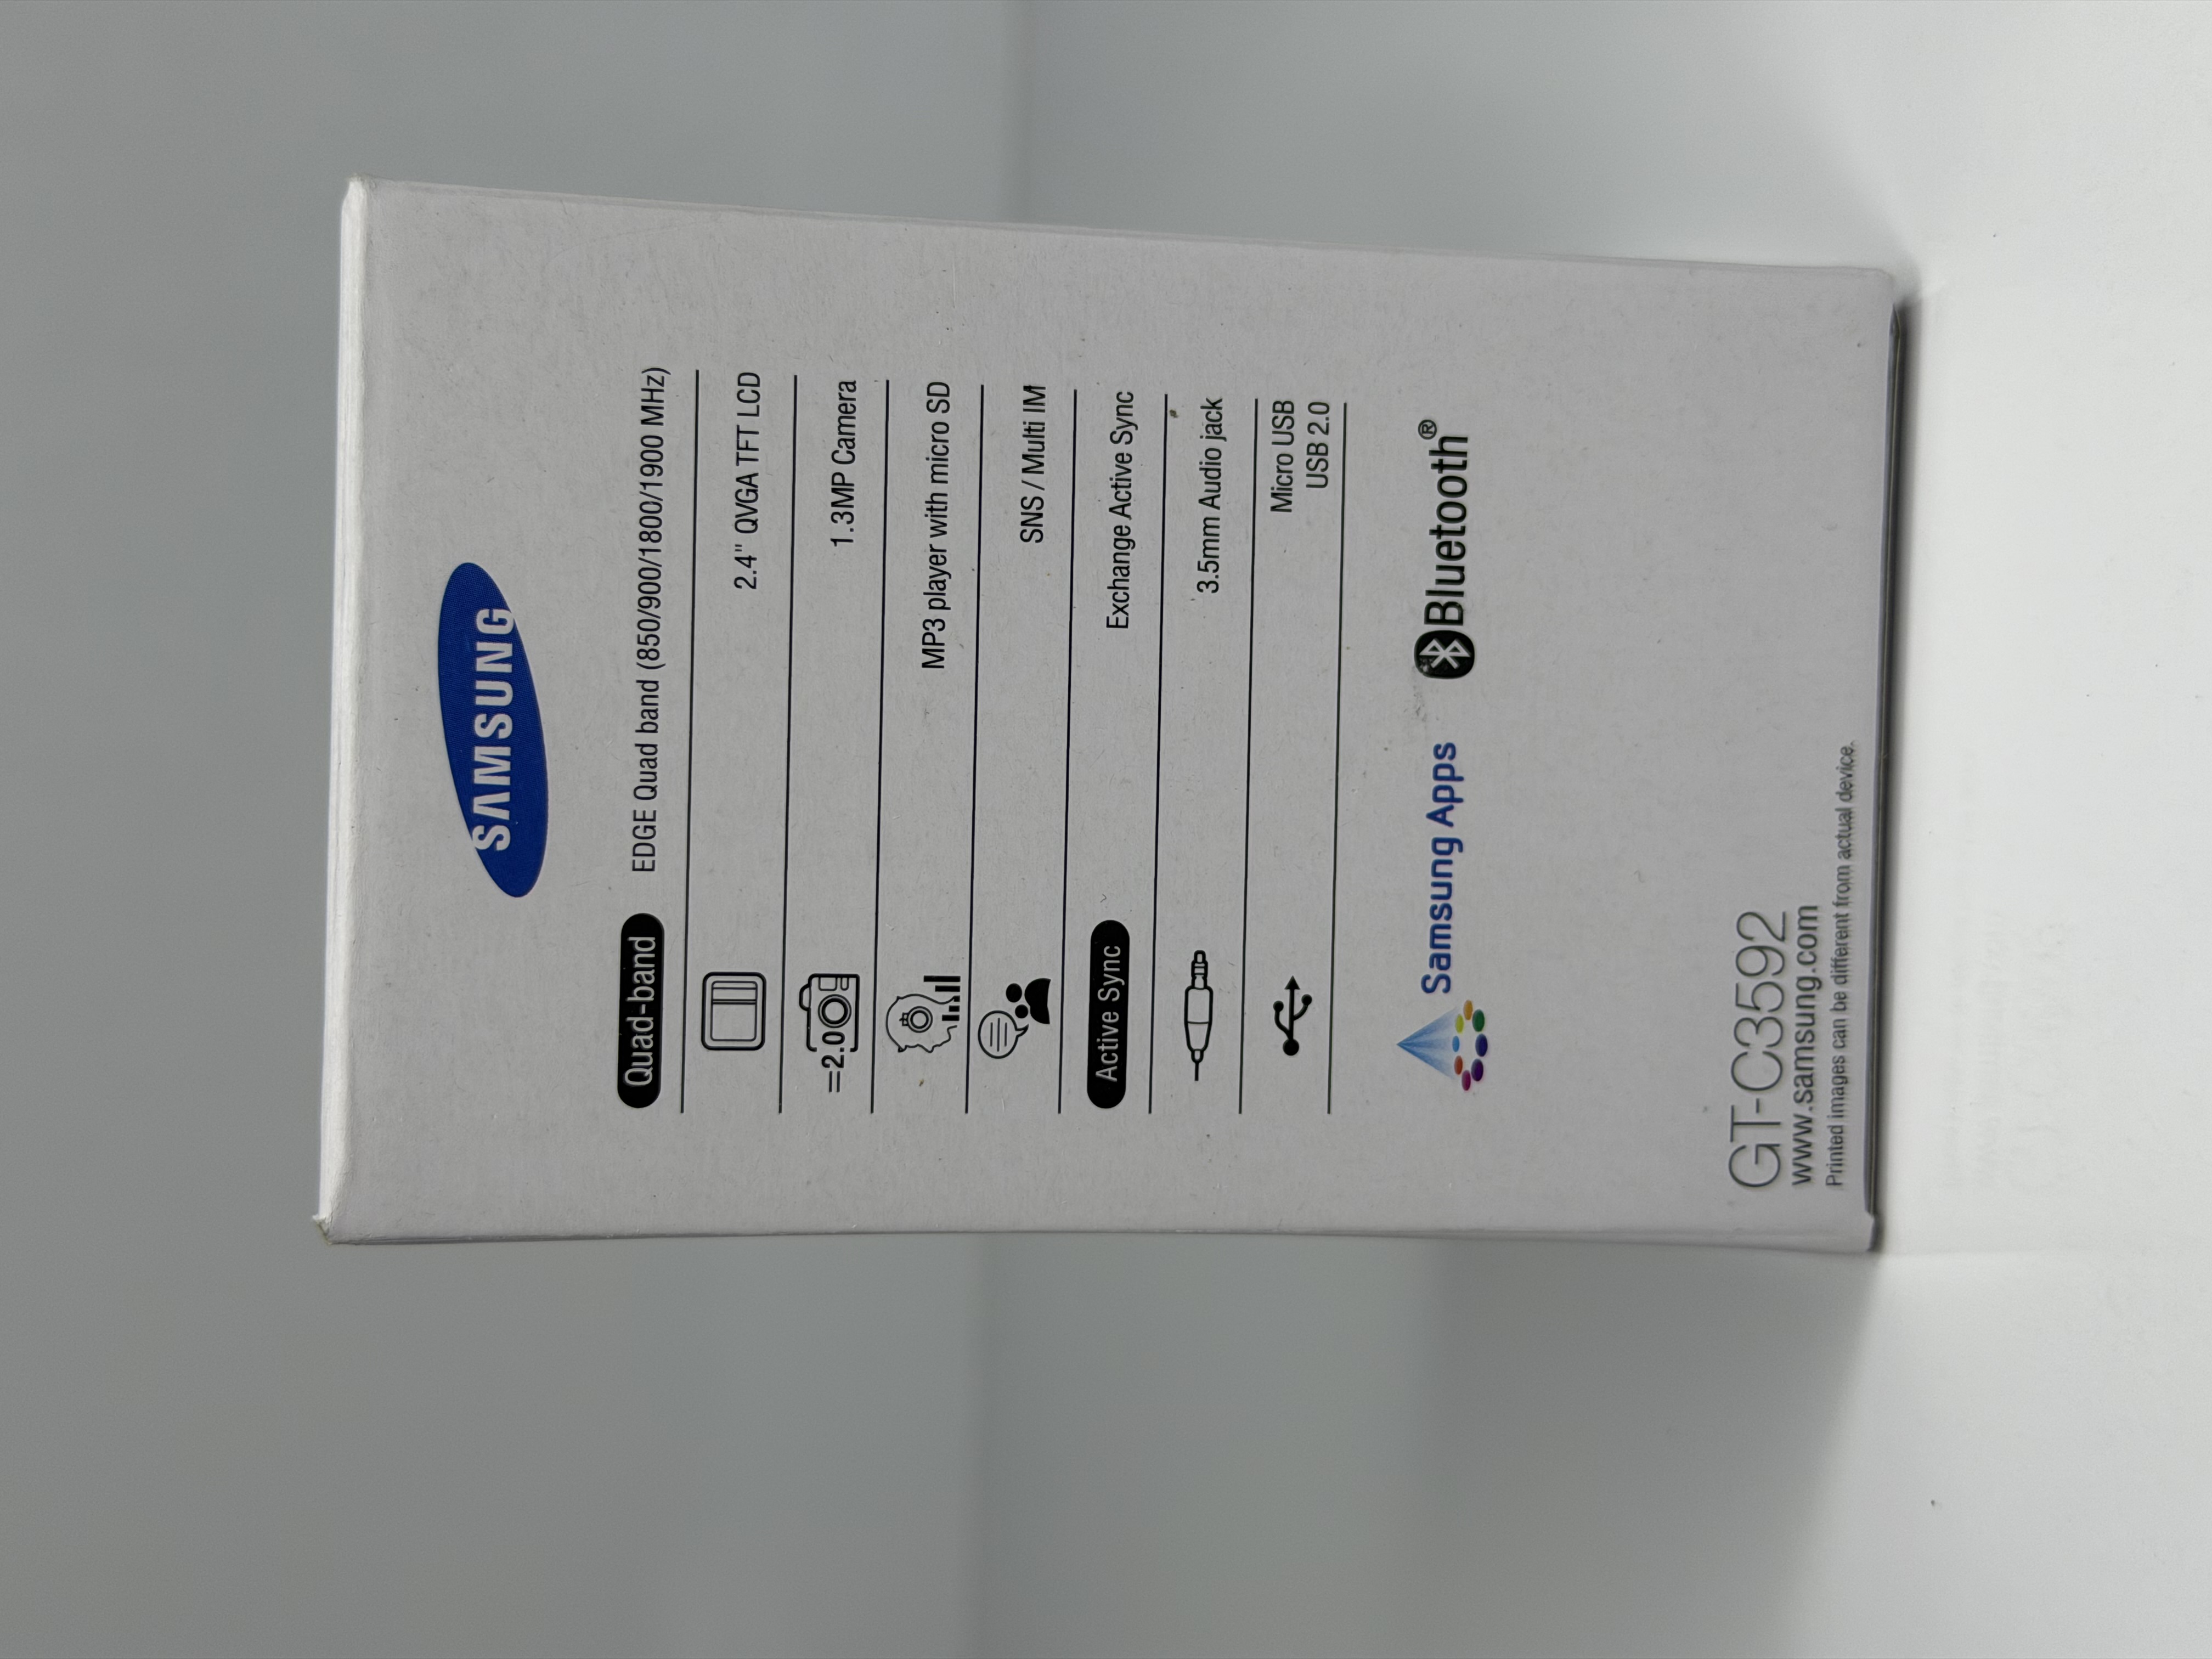 SAMSUNG
Quad-band EDGE Quad band (850/900/1800/1900 MHz)
2.4" QVGA TFT LCD
=2.0 1.3MP Camera
MP3 player with micro SD
SNS / Multi IM
Active Sync Exchange Active Sync
3.5mm Audio jack
Micro USB
USB 2.0
Samsung Apps Bluetooth®
GT-C3592
www.samsung.com
Printed images can be different from actual device.